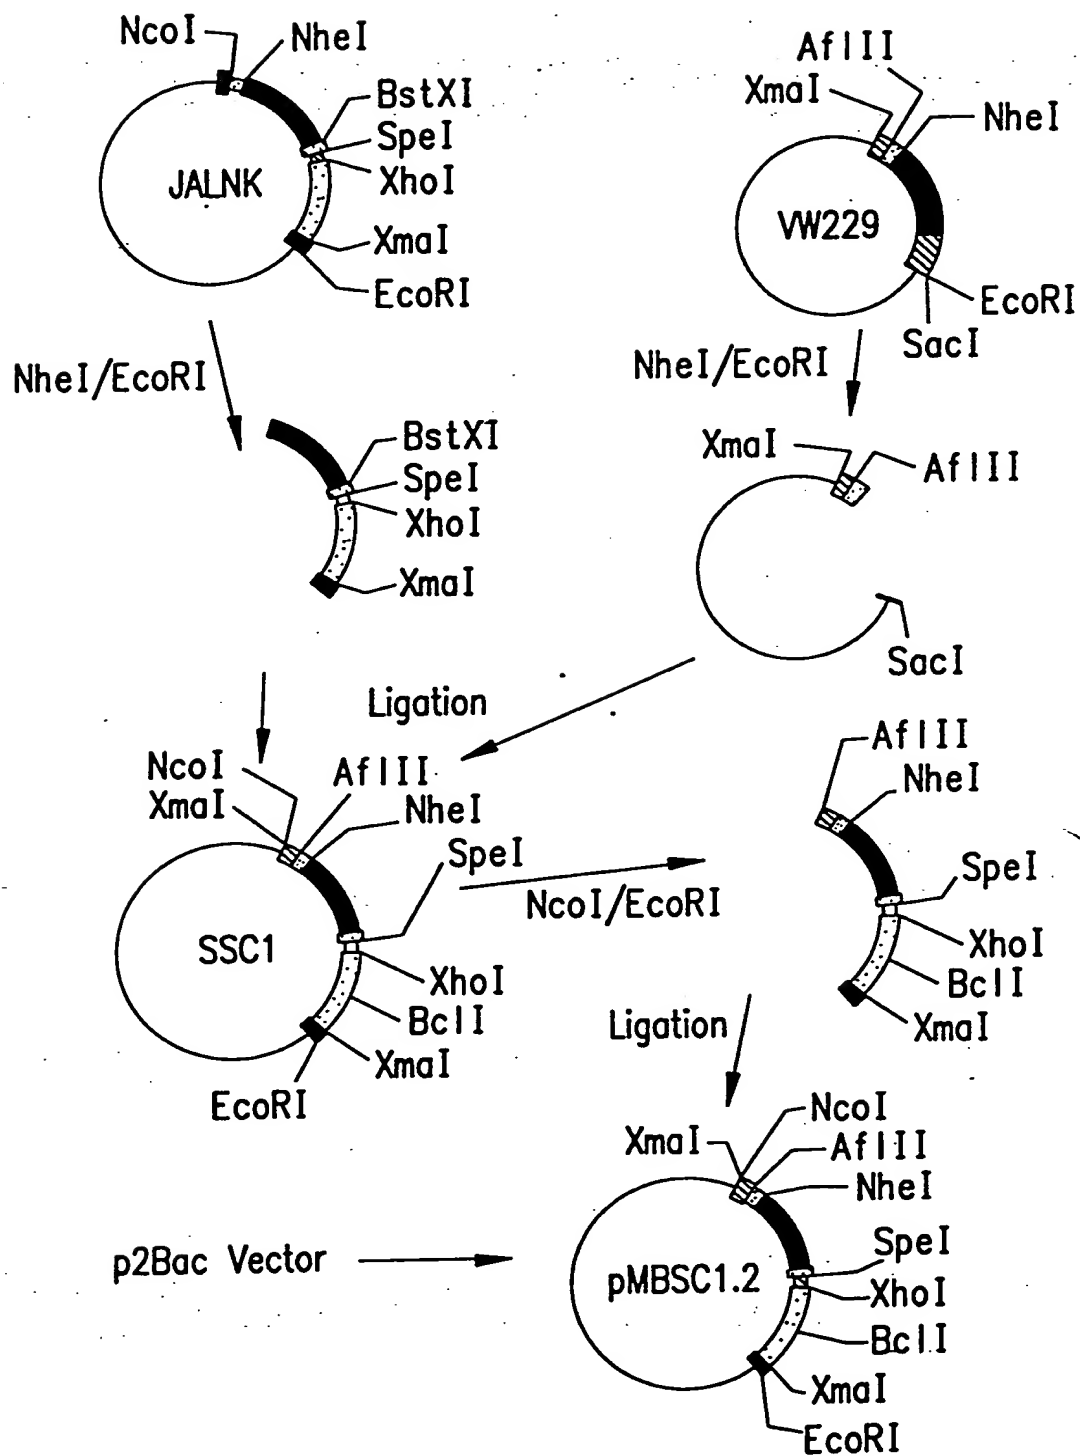 NcoI
NheI
BstXI
SpeI
XhoI
XmaI
EcoRI
JALNK
AflII
XmaI
NheI
VW229
EcoRI
SacI
NheI/EcoRI
BstXI
SpeI
XhoI
XmaI
NheI/EcoRI
XmaI
AflII
SacI
Ligation
NcoI
XmaI
AflII
NheI
SpeI
SSC1
XhoI
BclI
XmaI
EcoRI
NcoI/EcoRI
AflII
NheI
SpeI
XhoI
BclI
XmaI
Ligation
p2Bac Vector
NcoI
XmaI
AflII
NheI
SpeI
pMBSC1.2
XhoI
BclI
XmaI
EcoRI